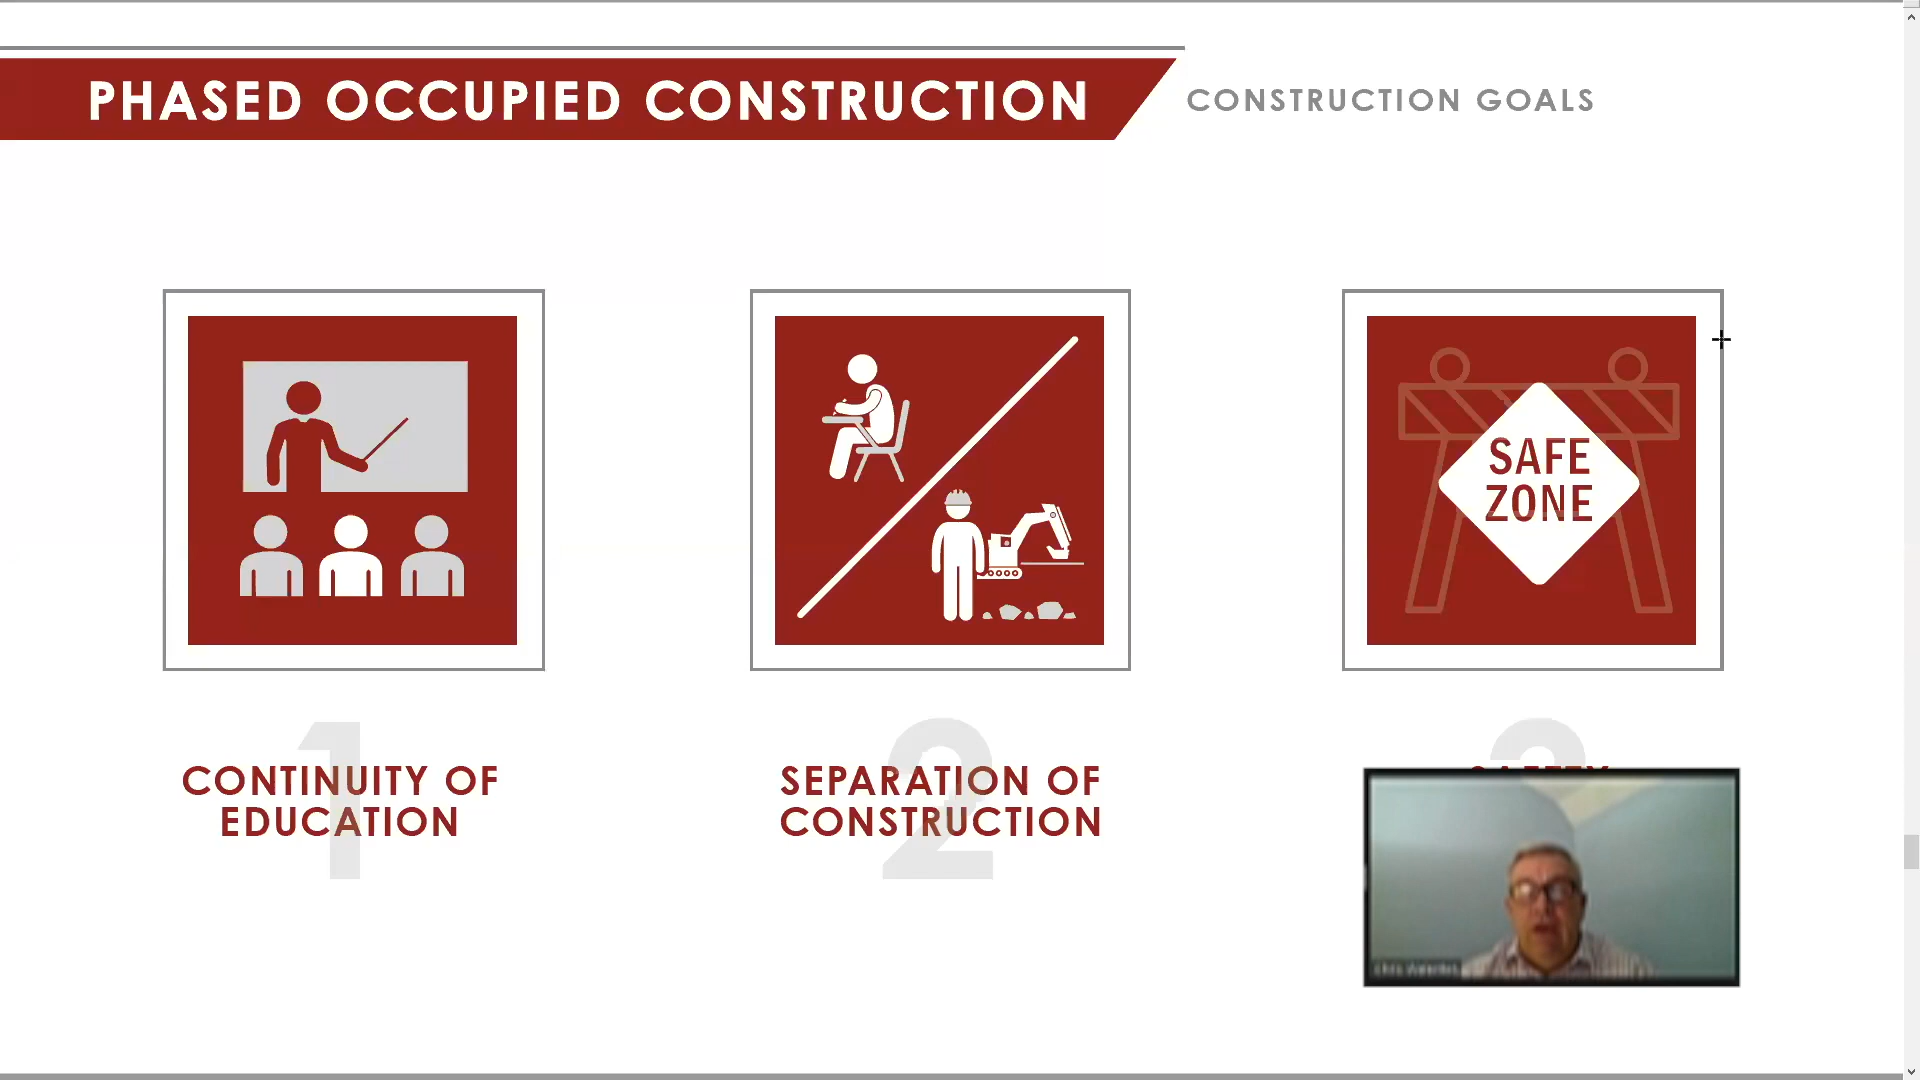 PHASED OCCUPIED CONSTRUCTION
CONSTRUCTION GOALS
SAFE
ZONE
1
CONTINUITY OF
EDUCATION
2
SEPARATION OF
CONSTRUCTION